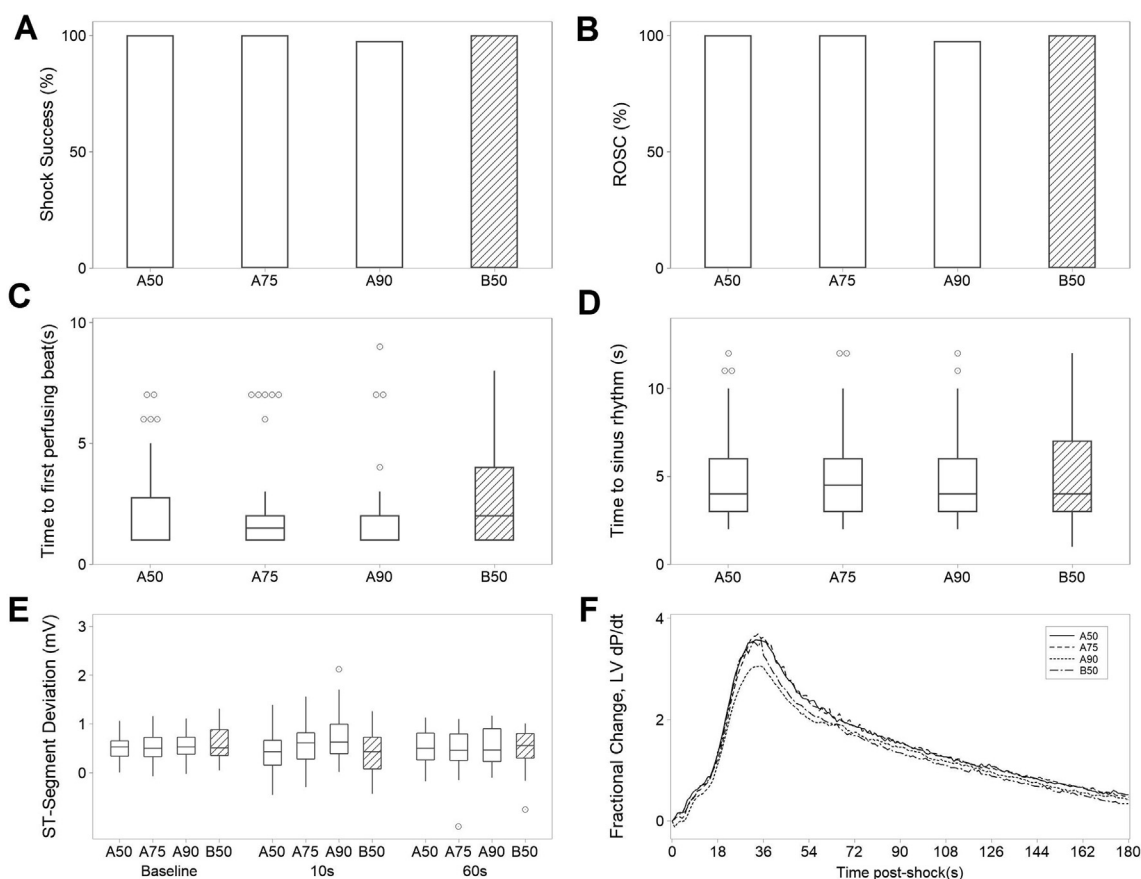 A
Shock Success (%)
100
50
0
A50 A75 A90 B50
B
ROSC (%)
100
50
0
A50 A75 A90 B50
C
Time to first perfusing beat(s)
10
5
0
A50 A75 A90 B50
D
Time to sinus rhythm (s)
10
5
0
A50 A75 A90 B50
E
ST-Segment Deviation (mV)
3
2
1
0
A50 A75 A90 B50 A50 A75 A90 B50 A50 A75 A90 B50
Baseline 10s 60s
F
Fractional Change, LV dP/dt
4
2
0
A50
A75
A90
B50
0 18 36 54 72 90 108 126 144 162 180
Time post-shock(s)